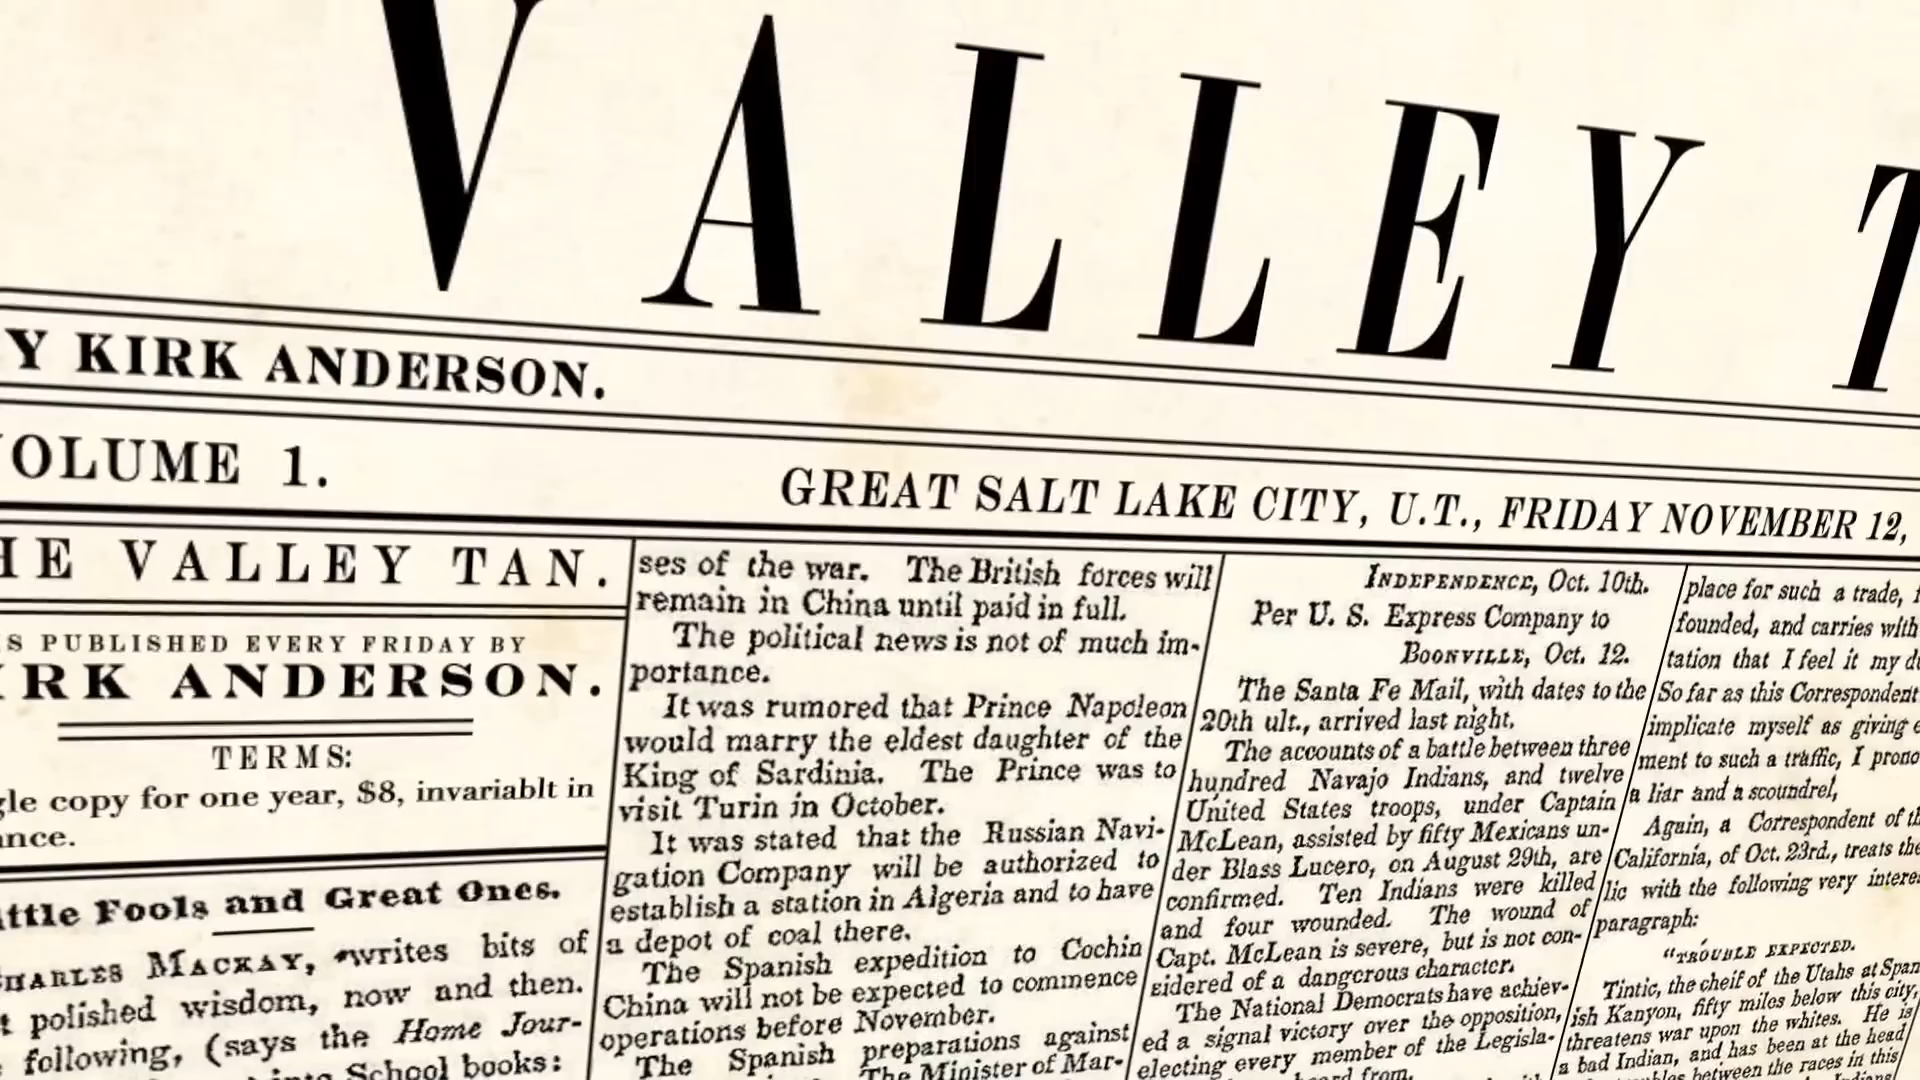 VALLEY T
Y KIRK ANDERSON.
VOLUME 1.
GREAT SALT LAKE CITY, U.T., FRIDAY NOVEMBER 12,
HE VALLEY TAN.
S PUBLISHED EVERY FRIDAY BY
IRK ANDERSON.
TERMS:
gle copy for one year, $8, invariablt in
ance.
ttle Fools and Great Ones.
HARLES MACKAY, writes bits of
t polished wisdom, now and then.
following, (says the Home Jour-
School books:
ses of the war. The British forces will
remain in China until paid in full.
The political news is not of much im-
portance.
It was rumored that Prince Napoleon
would marry the eldest daughter of the
King of Sardinia. The Prince was to
visit Turin in October.
It was stated that the Russian Navi-
gation Company will be authorized to
establish a station in Algeria and to have
a depot of coal there.
The Spanish expedition to Cochin
China will not be expected to commence
operations before November.
The Spanish preparations against
The Minister of Mar-
INDEPENDENCE, Oct. 10th.
Per U. S. Express Company to
BOONVILLE, Oct. 12.
The Santa Fe Mail, with dates to the
20th ult., arrived last night.
The accounts of a battle between three
hundred Navajo Indians, and twelve
United States troops, under Captain
McLean, assisted by fifty Mexicans un-
der Blass Lucero, on August 29th, are
confirmed. Ten Indians were killed
and four wounded. The wound of
Capt. McLean is severe, but is not con-
sidered of a dangerous character.
The National Democrats have achiev-
ed a signal victory over the opposition,
electing every member of the Legisla-
from.
place for such a trade,
founded, and carries with
tation that I feel it my du
So far as this Correspondent
implicate myself as giving e
ment to such a traffic, I prono
a liar and a scoundrel,
Again, a Correspondent of th
California, of Oct. 23rd., treats the
lic with the following very intere
paragraph:
"TROUBLE EXPECTED.
Tintic, the cheif of the Utahs at Span
ish Kanyon, fifty miles below this city,
threatens war upon the whites. He is
a bad Indian, and has been at the head
between the races in this